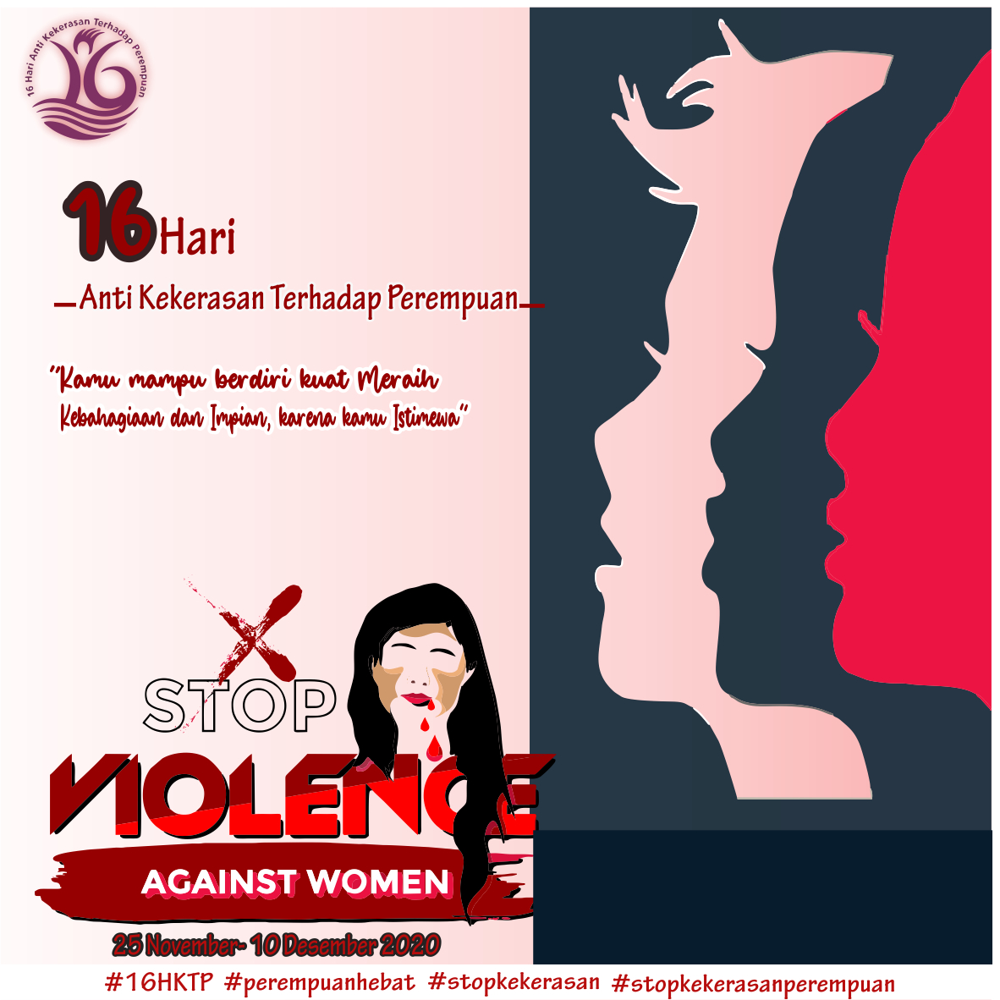 16 Hari Anti Kekerasan Terhadap Perempuan
16
16 Hari
Anti Kekerasan Terhadap Perempuan
"Kamu mampu berdiri kuat Meraih
Kebahagiaan dan Impian, karena kamu Istimewa"
STOP
VIOLENCE
AGAINST WOMEN
25 November- 10 Desember 2020
#16HKTP #perempuanhebat #stopkekerasan #stopkekerasanperempuan